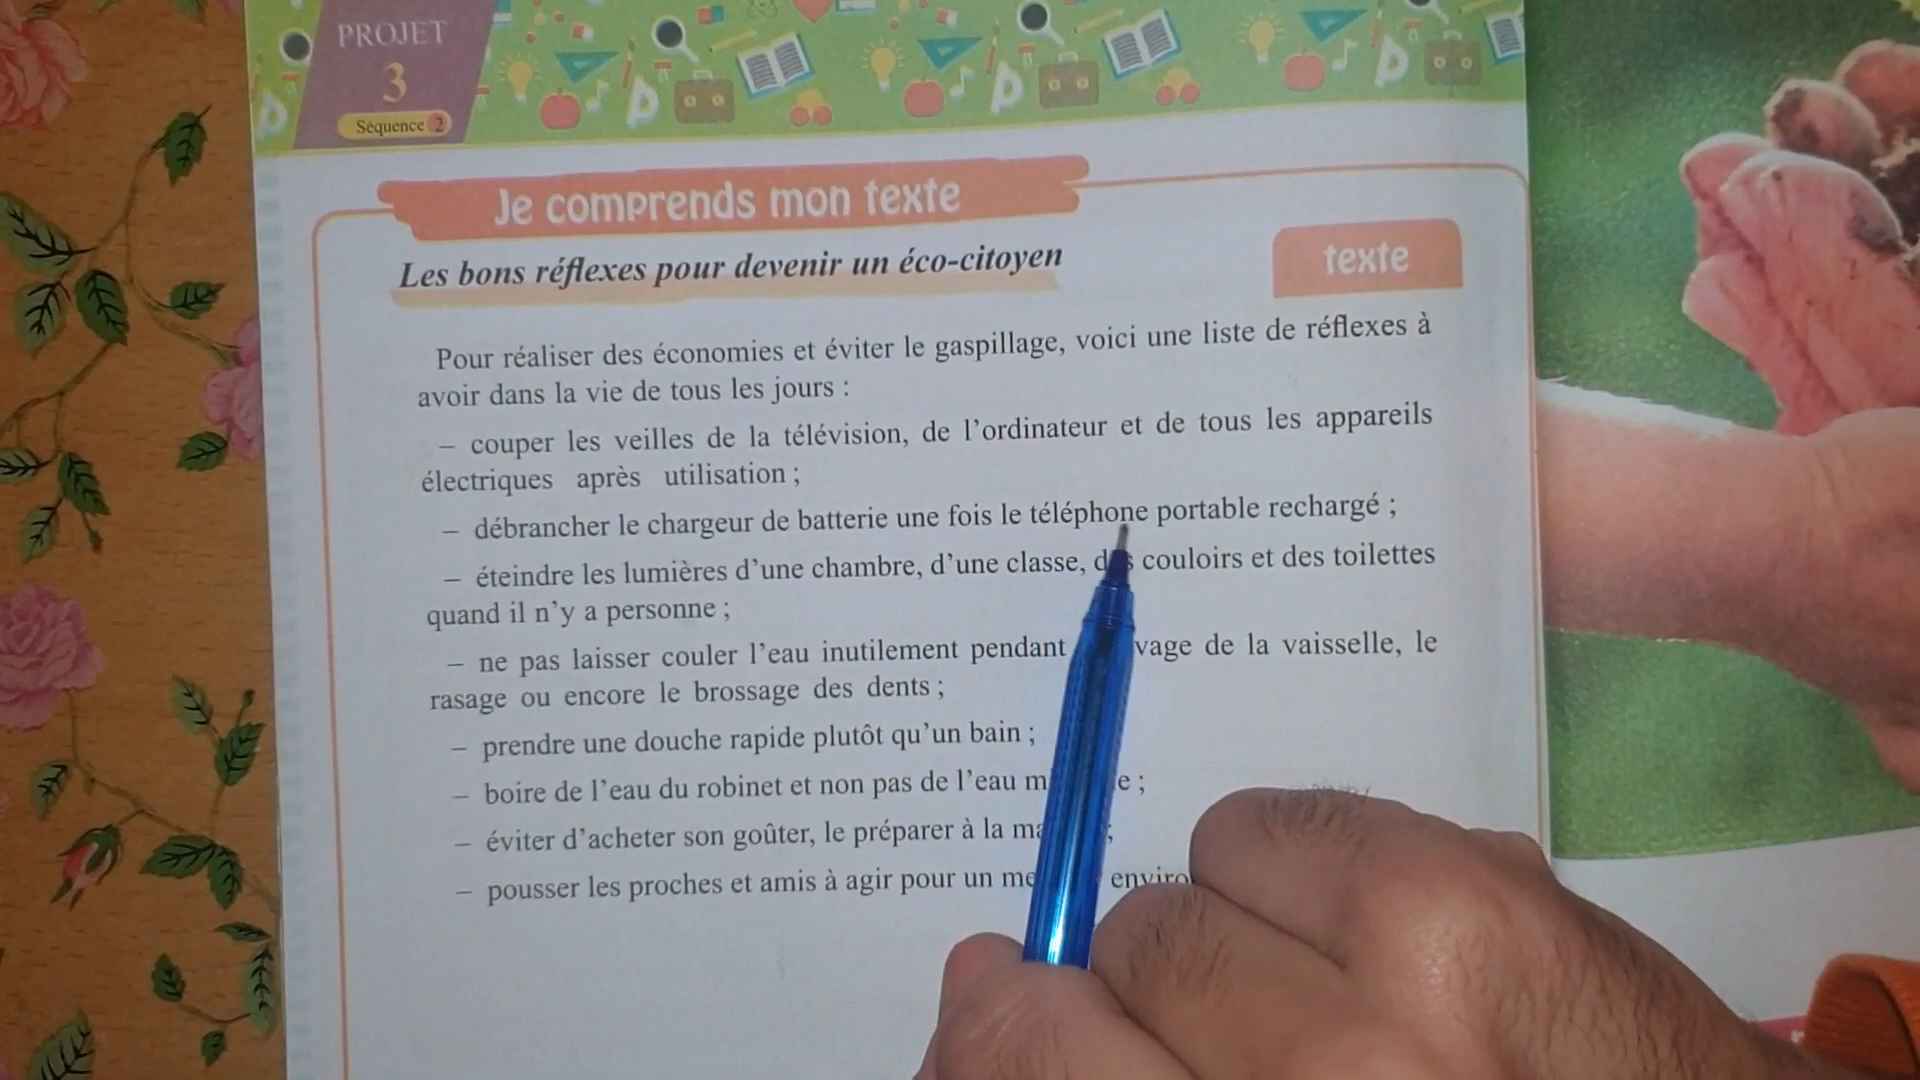 PROJET
3
Séquence 2
Je comprends mon texte
Les bons réflexes pour devenir un éco-citoyen
texte
Pour réaliser des économies et éviter le gaspillage, voici une liste de réflexes à
avoir dans la vie de tous les jours :
– couper les veilles de la télévision, de l’ordinateur et de tous les appareils
électriques après utilisation ;
– débrancher le chargeur de batterie une fois le téléphone portable rechargé ;
– éteindre les lumières d’une chambre, d’une classe, des couloirs et des toilettes
quand il n’y a personne ;
– ne pas laisser couler l’eau inutilement pendant de la vaisselle, le
rasage ou encore le brossage des dents ;
– prendre une douche rapide plutôt qu’un bain ;
– boire de l’eau du robinet et non pas de l’eau ;
– éviter d’acheter son goûter, le préparer à la ;
– pousser les proches et amis à agir pour un